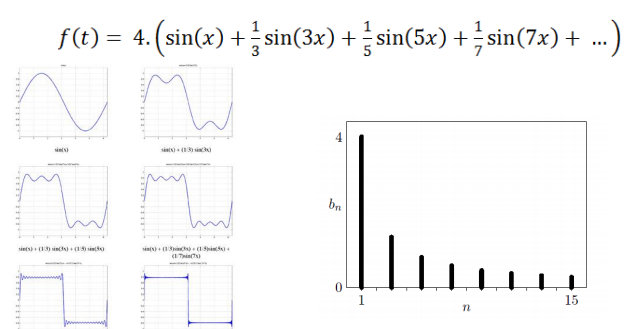 f(t) = 4.(sin(x) + 1/3 sin(3x) + 1/5 sin(5x) + 1/7 sin(7x) + ...)
sin(x)
sin(x) + (1/3) sin(3x)
sin(x) + (1/3) sin(3x) + (1/5) sin(5x)
sin(x) + (1/3)sin(3x) + (1/5)sin(5x) +
(1/7)sin(7x)
4
bn
0
1
15
n